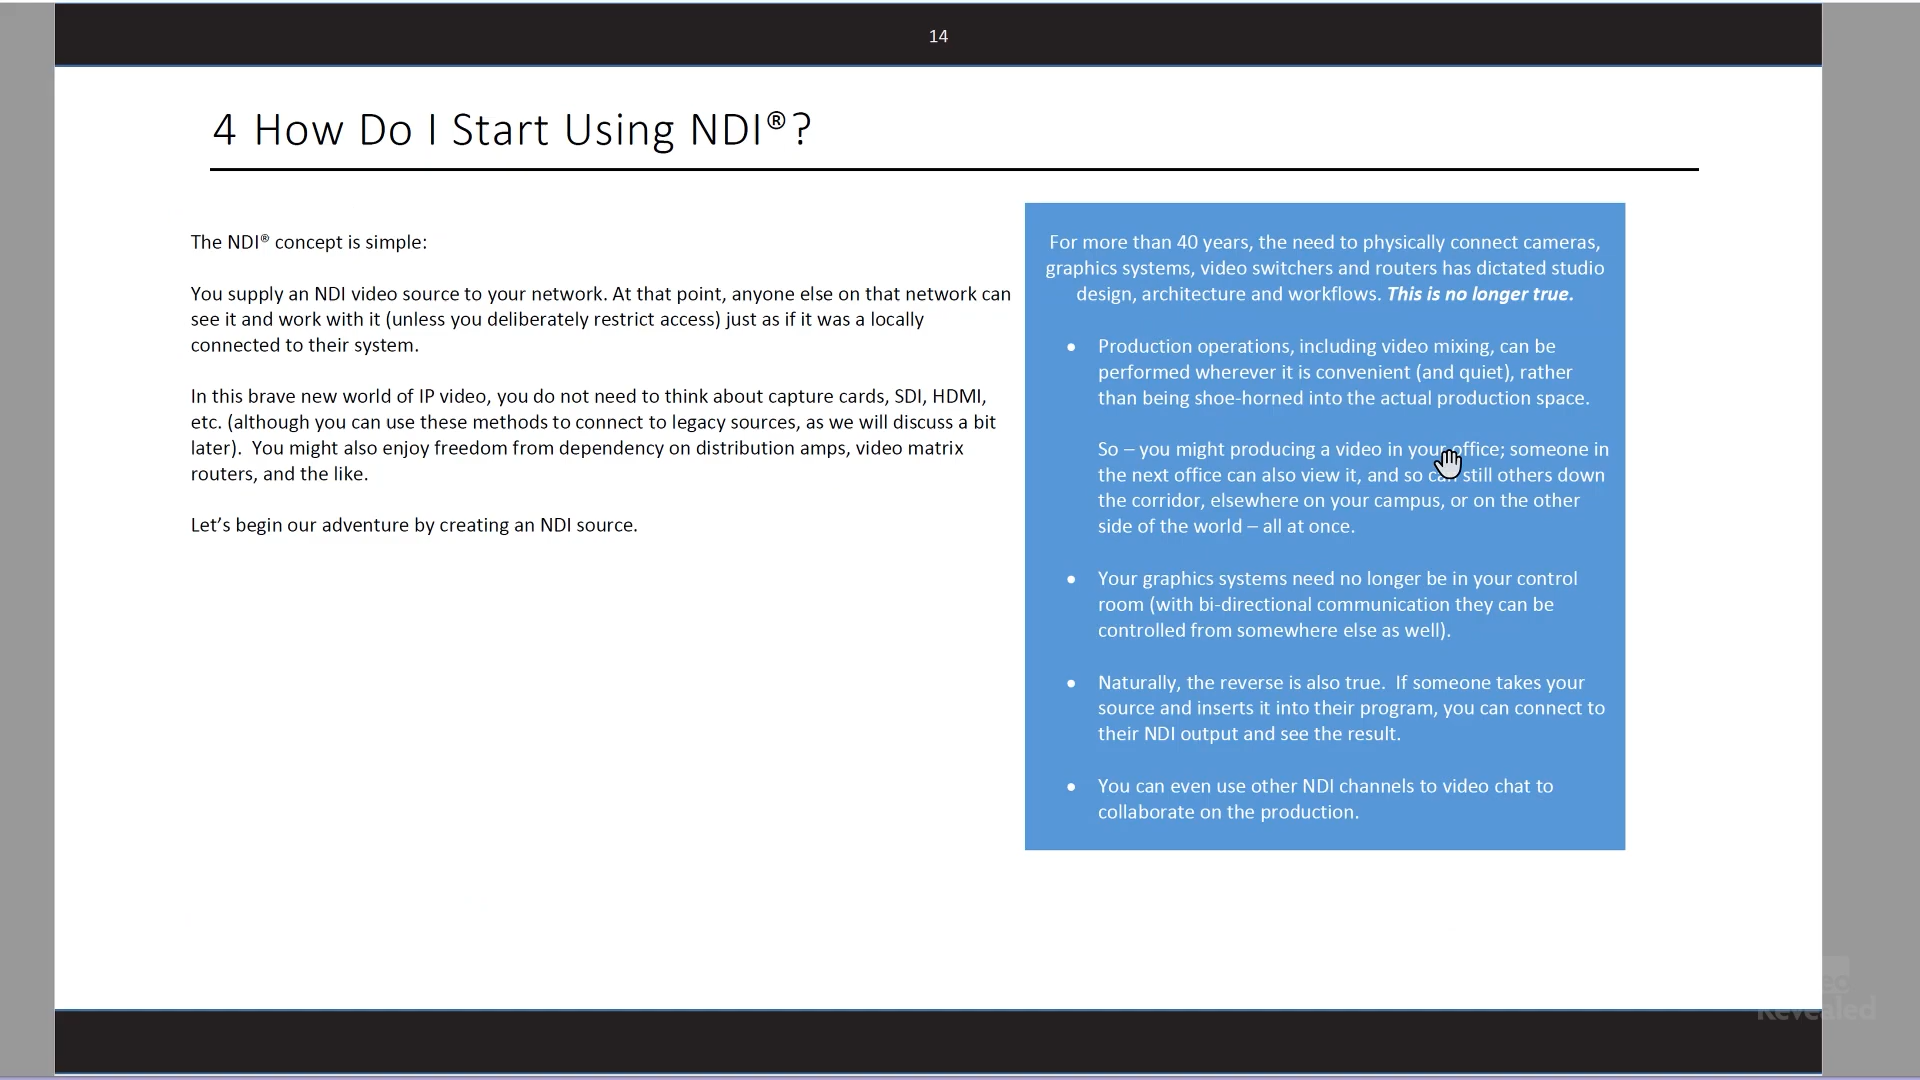 14
4 How Do I Start Using NDI®?
The NDI® concept is simple:
You supply an NDI video source to your network. At that point, anyone else on that network can
see it and work with it (unless you deliberately restrict access) just as if it was a locally
connected to their system.
In this brave new world of IP video, you do not need to think about capture cards, SDI, HDMI,
etc. (although you can use these methods to connect to legacy sources, as we will discuss a bit
later).  You might also enjoy freedom from dependency on distribution amps, video matrix
routers, and the like.
Let’s begin our adventure by creating an NDI source.
For more than 40 years, the need to physically connect cameras,
graphics systems, video switchers and routers has dictated studio
design, architecture and workflows. This is no longer true.
• Production operations, including video mixing, can be
performed wherever it is convenient (and quiet), rather
than being shoe-horned into the actual production space.
So – you might producing a video in your office; someone in
the next office can also view it, and so can still others down
the corridor, elsewhere on your campus, or on the other
side of the world – all at once.
• Your graphics systems need no longer be in your control
room (with bi-directional communication they can be
controlled from somewhere else as well).
• Naturally, the reverse is also true.  If someone takes your
source and inserts it into their program, you can connect to
their NDI output and see the result.
• You can even use other NDI channels to video chat to
collaborate on the production.
Revealed